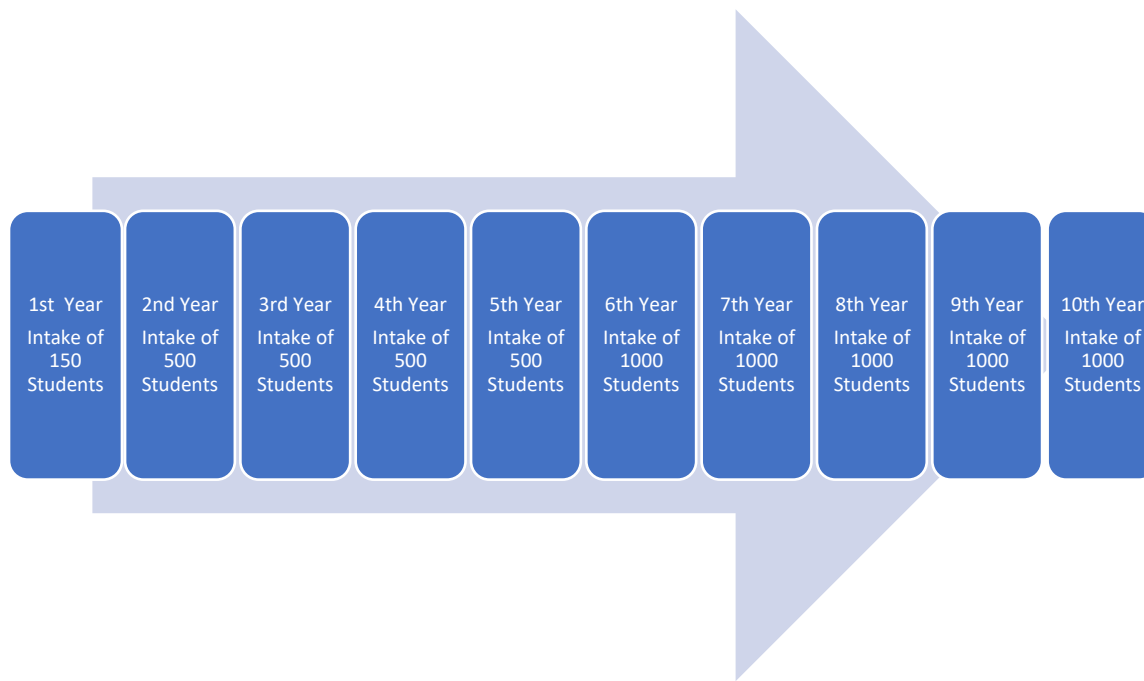 1st  Year
Intake of
150
Students
2nd Year
Intake of
500
Students
3rd Year
Intake of
500
Students
4th Year
Intake of
500
Students
5th Year
Intake of
500
Students
6th Year
Intake of
1000
Students
7th Year
Intake of
1000
Students
8th Year
Intake of
1000
Students
9th Year
Intake of
1000
Students
10th Year
Intake of
1000
Students